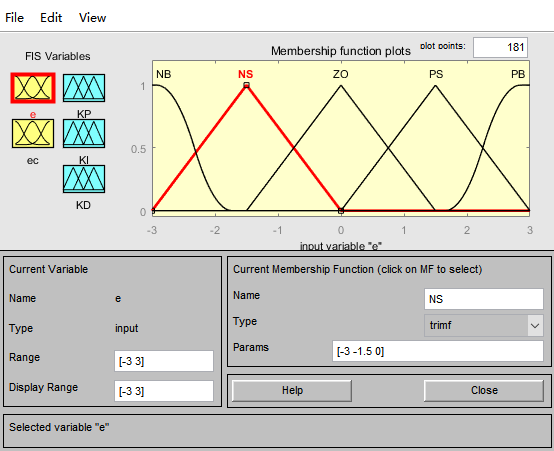 File Edit View
FIS Variables
e
KP
ec
KI
KD
Membership function plots
plot points:
181
NB NS ZO PS PB
1
0.5
0
-3 -2 -1 0 1 2 3
input variable "e"
Current Variable
Name e
Type input
Range [-3 3]
Display Range [-3 3]
Current Membership Function (click on MF to select)
Name NS
Type trimf
Params [-3 -1.5 0]
Help Close
Selected variable "e"